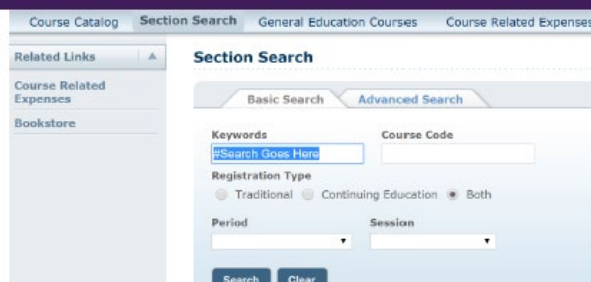 Course Catalog Section Search General Education Courses Course Related Expenses
Related Links
Section Search
Course Related
Expenses
Bookstore
Basic Search Advanced Search
Keywords Course Code
#Search Goes Here
Registration Type
Traditional Continuing Education Both
Period Session
Search Clear